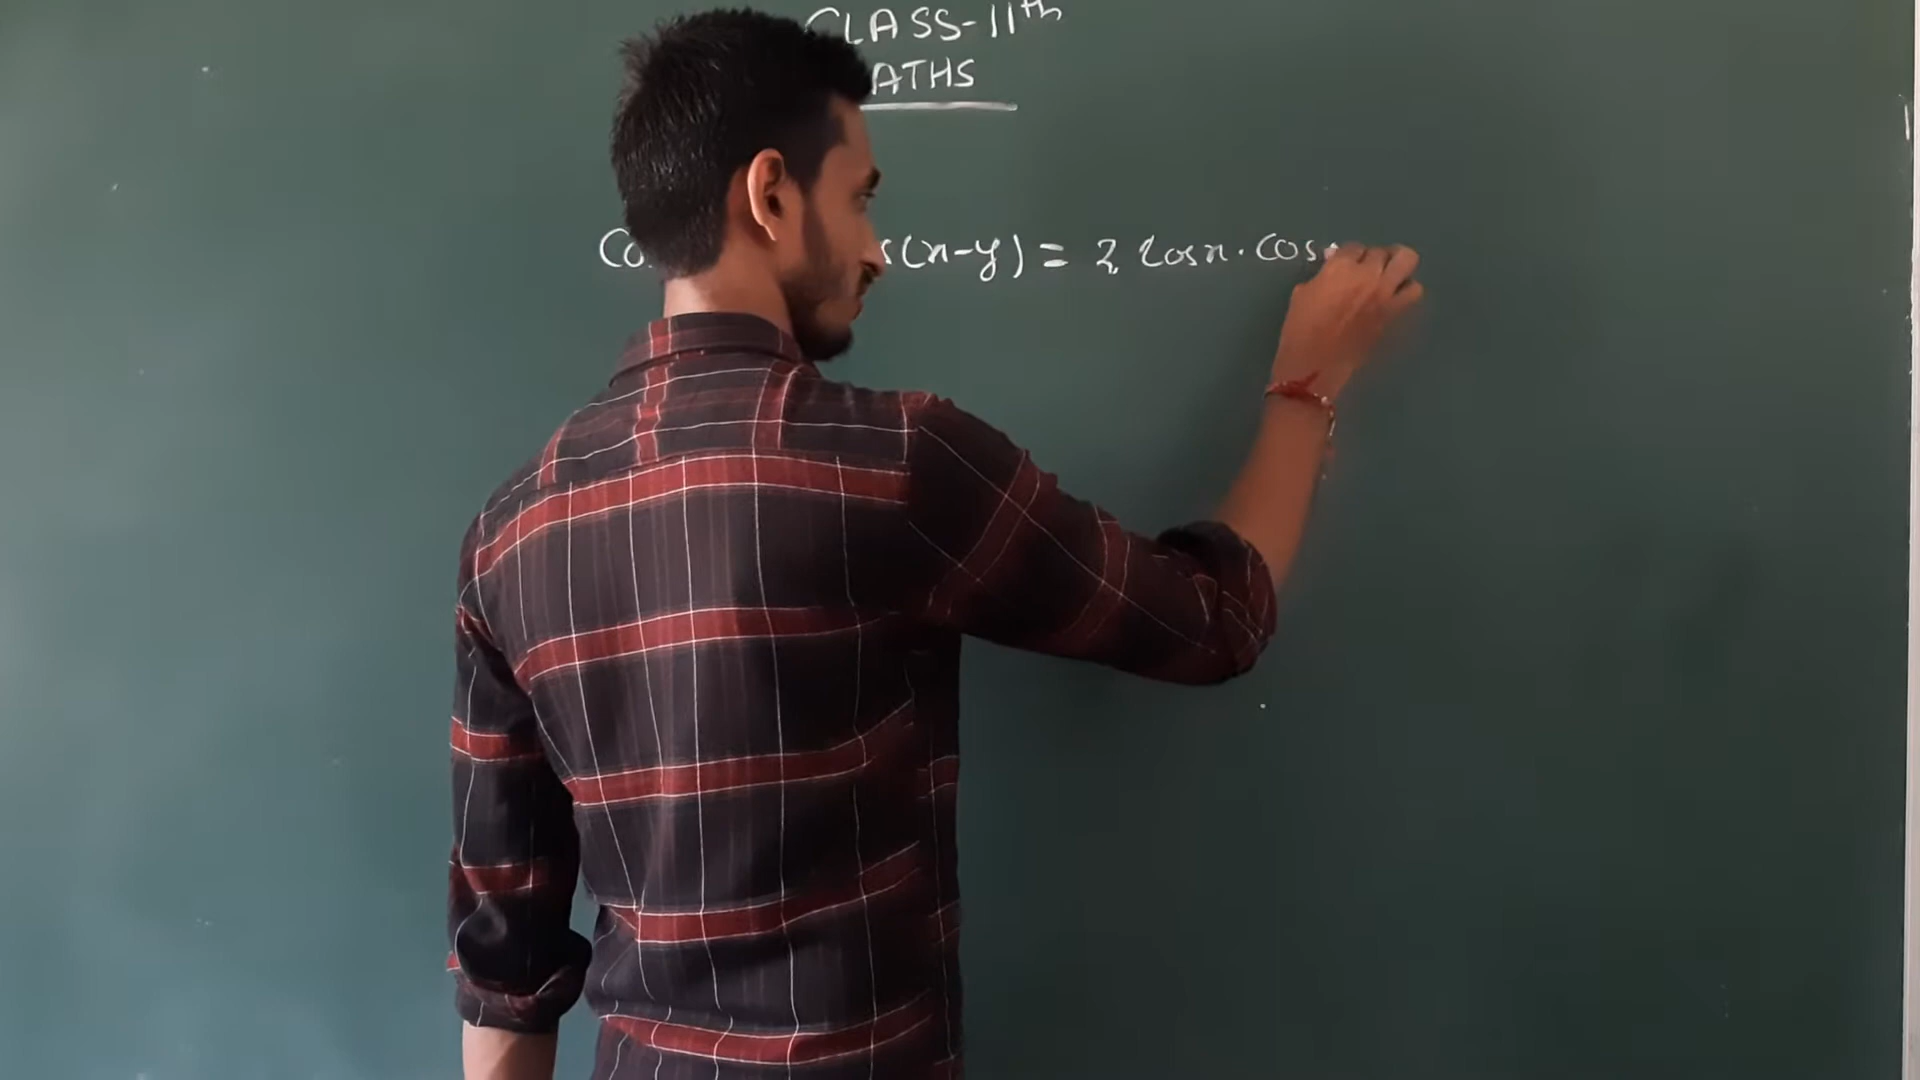 CLASS-11th
ATHS
Co s(x-y) = 2 Cosx.Cos